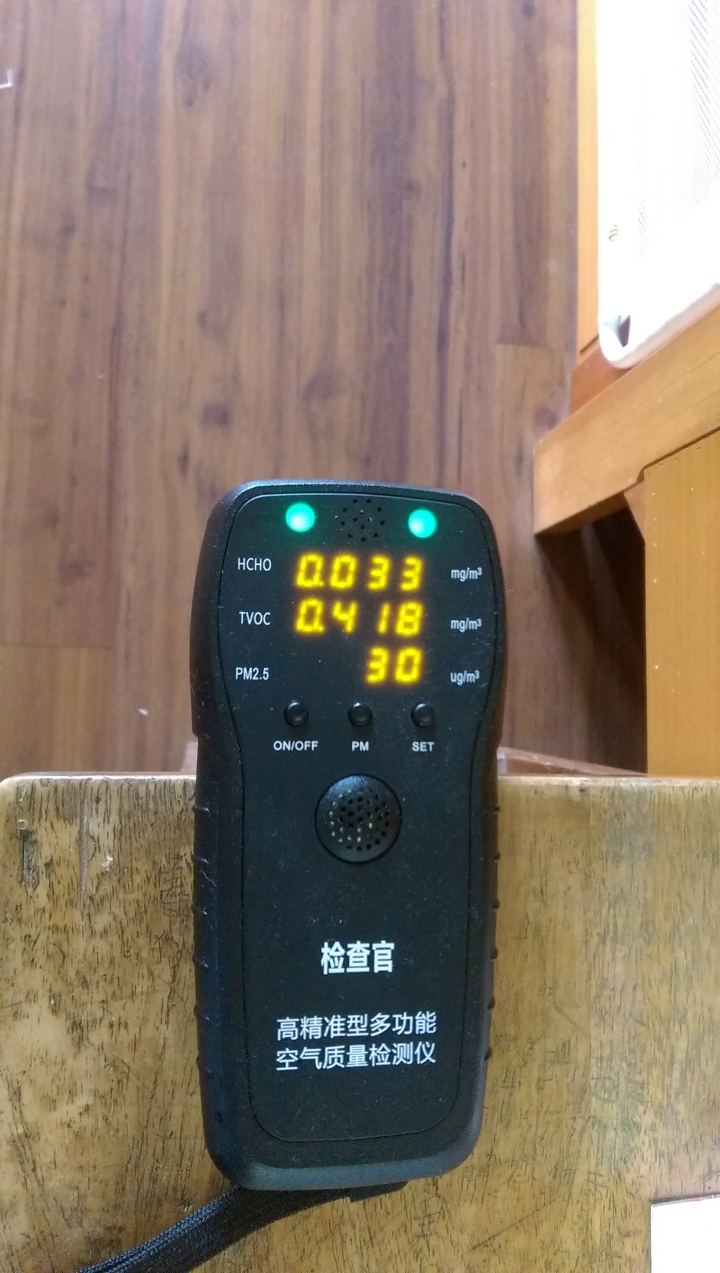 HCHO 0.033 mg/m³
TVOC 0.418 mg/m³
PM2.5 30 ug/m³
ON/OFF PM SET
检查官
高精准型多功能
空气质量检测仪